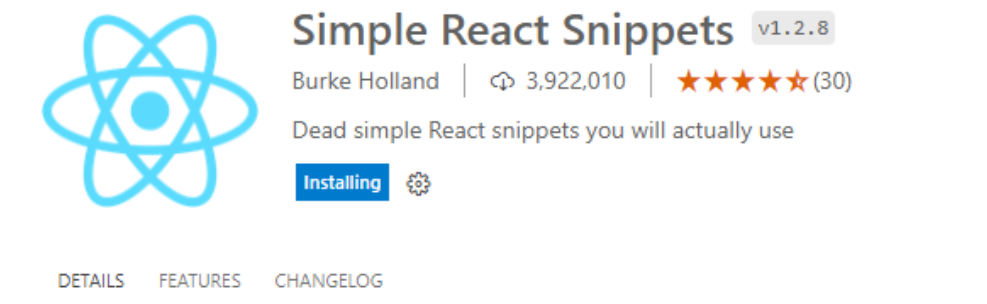 Simple React Snippets v1.2.8
Burke Holland 3,922,010 (30)
Dead simple React snippets you will actually use
Installing
DETAILS FEATURES CHANGELOG